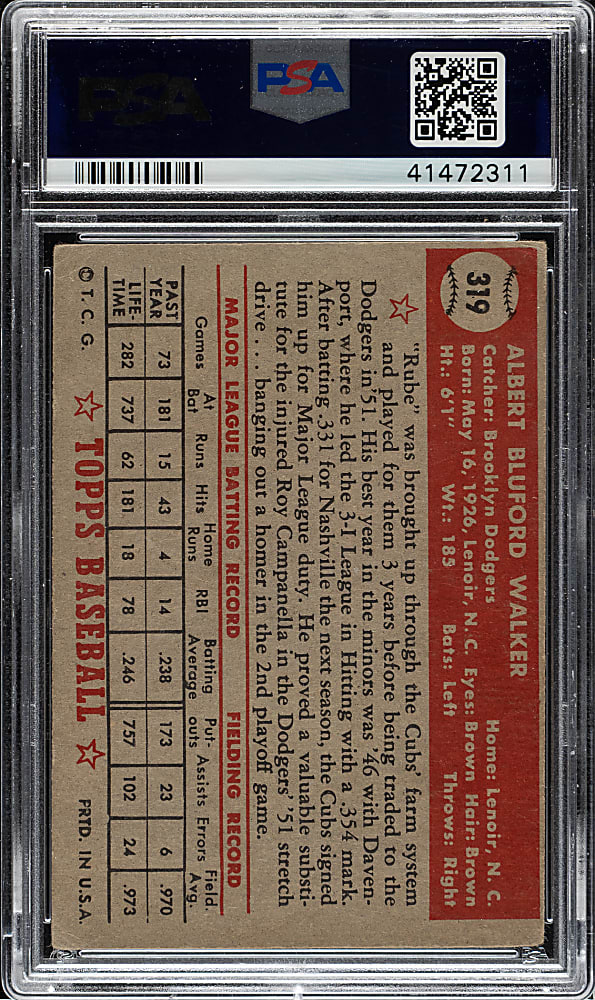 PSA
PSA
41472311
319
ALBERT BLUFORD WALKER
Catcher: Brooklyn Dodgers Home: Lenoir, N. C.
Born: May 16, 1926, Lenoir, N. C. Eyes: Brown Hair: Brown
Ht.: 6'1" Wt.: 185 Bats: Left Throws: Right
"Rube" was brought up through the Cubs' farm system
and played for them 3 years before being traded to the
Dodgers in '51. His best year in the minors was '46 with Daven-
port, where he led the 3-I League in Hitting with a .354 mark.
After batting .331 for Nashville the next season, the Cubs signed
him up for Major League duty. He proved a valuable substi-
tute for the injured Roy Campanella in the Dodgers' '51 stretch
drive . . . banging out a homer in the 2nd playoff game.
MAJOR LEAGUE BATTING RECORD FIELDING RECORD
Games At Bat Runs Hits Home Runs RBI Batting Average Put-outs Assists Errors Field. Avg.
PAST YEAR 73 181 15 43 4 14 .238 173 23 6 .970
LIFE-TIME 282 737 62 181 18 78 .246 757 102 24 .973
© T. C. G. TOPPS BASEBALL PRTD. IN U.S.A.